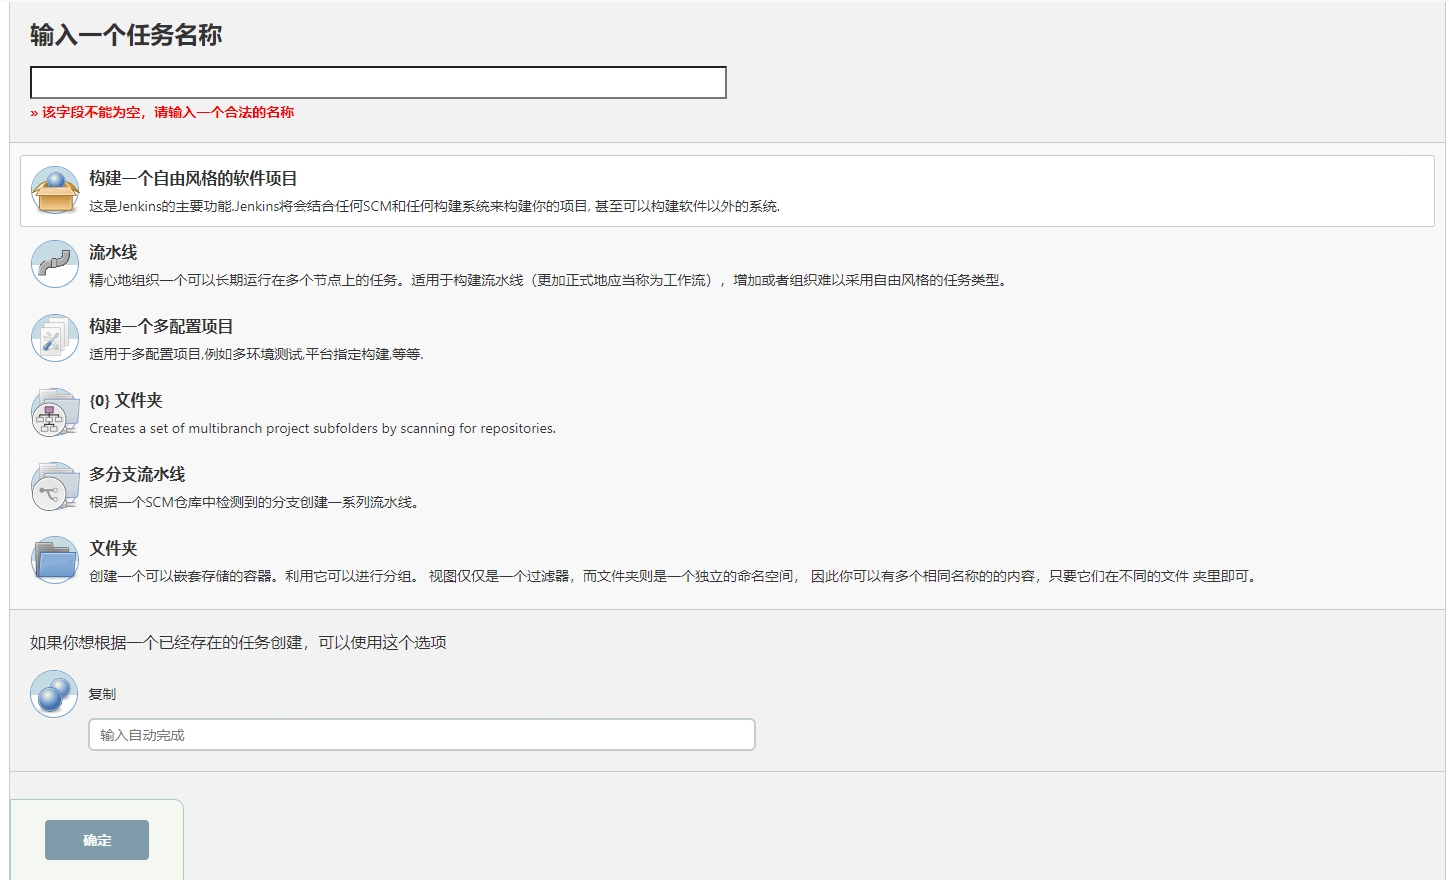 输入一个任务名称
» 该字段不能为空，请输入一个合法的名称
构建一个自由风格的软件项目
这是Jenkins的主要功能.Jenkins将会结合任何SCM和任何构建系统来构建你的项目, 甚至可以构建软件以外的系统.
流水线
精心地组织一个可以长期运行在多个节点上的任务。适用于构建流水线（更加正式地应当称为工作流），增加或者组织难以采用自由风格的任务类型。
构建一个多配置项目
适用于多配置项目,例如多环境测试,平台指定构建,等等.
{0} 文件夹
Creates a set of multibranch project subfolders by scanning for repositories.
多分支流水线
根据一个SCM仓库中检测到的分支创建一系列流水线。
文件夹
创建一个可以嵌套存储的容器。利用它可以进行分组。 视图仅仅是一个过滤器，而文件夹则是一个独立的命名空间， 因此你可以有多个相同名称的的内容，只要它们在不同的文件 夹里即可。
如果你想根据一个已经存在的任务创建，可以使用这个选项
复制
输入自动完成
确定